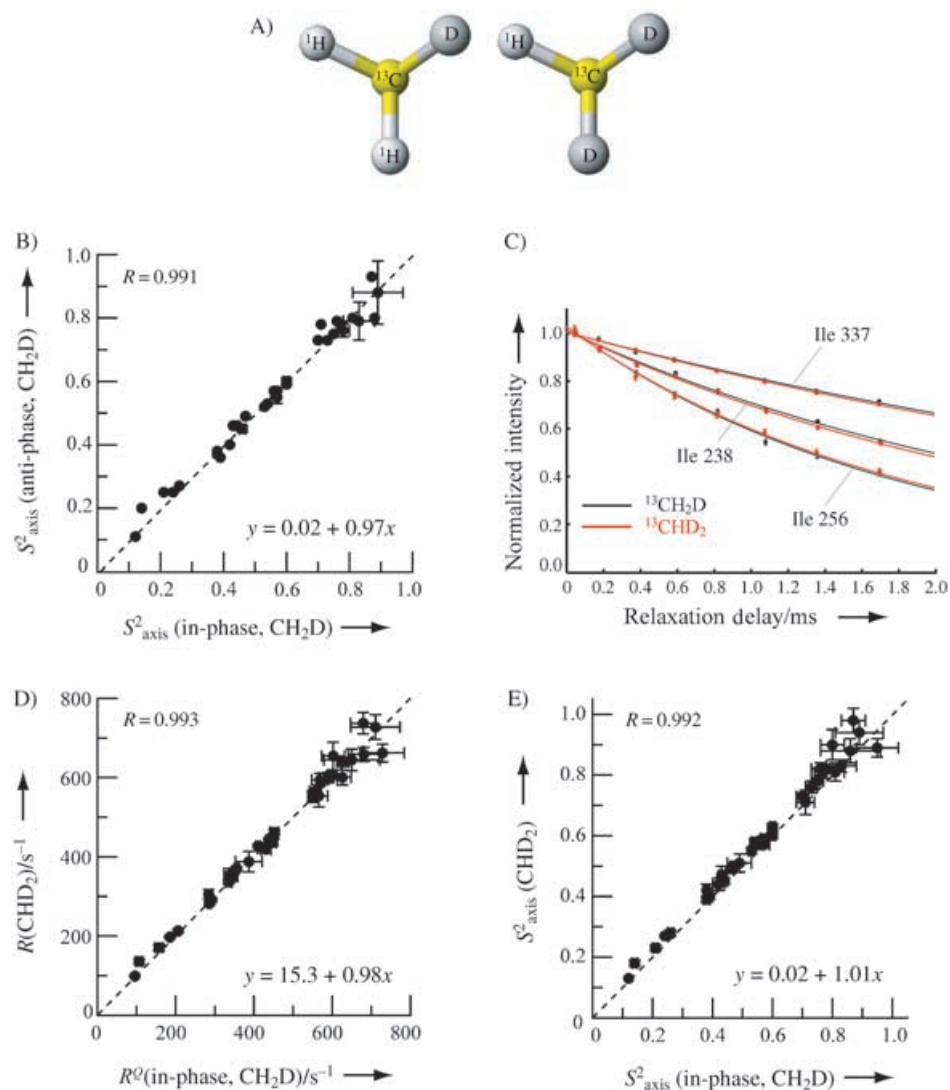 A)
¹H D ¹H D
¹³C ¹³C
¹H D
B)
R = 0.991
S²axis (anti-phase, CH₂D)
1.0
0.8
0.6
0.4
0.2
0
0 0.2 0.4 0.6 0.8 1.0
y = 0.02 + 0.97x
S²axis (in-phase, CH₂D)
C)
Normalized intensity
1.0
0.8
0.6
0.4
0.2
0.0
Ile 337
Ile 238
Ile 256
¹³CH₂D
¹³CHD₂
0 0.2 0.4 0.6 0.8 1.0 1.2 1.4 1.6 1.8 2.0
Relaxation delay/ms
D)
R = 0.993
R(CHD₂)/s⁻¹
800
600
400
200
0
0 200 400 600 800
y = 15.3 + 0.98x
R^Q(in-phase, CH₂D)/s⁻¹
E)
R = 0.992
S²axis (CHD₂)
1.0
0.8
0.6
0.4
0.2
0
0 0.2 0.4 0.6 0.8 1.0
y = 0.02 + 1.01x
S²axis (in-phase, CH₂D)